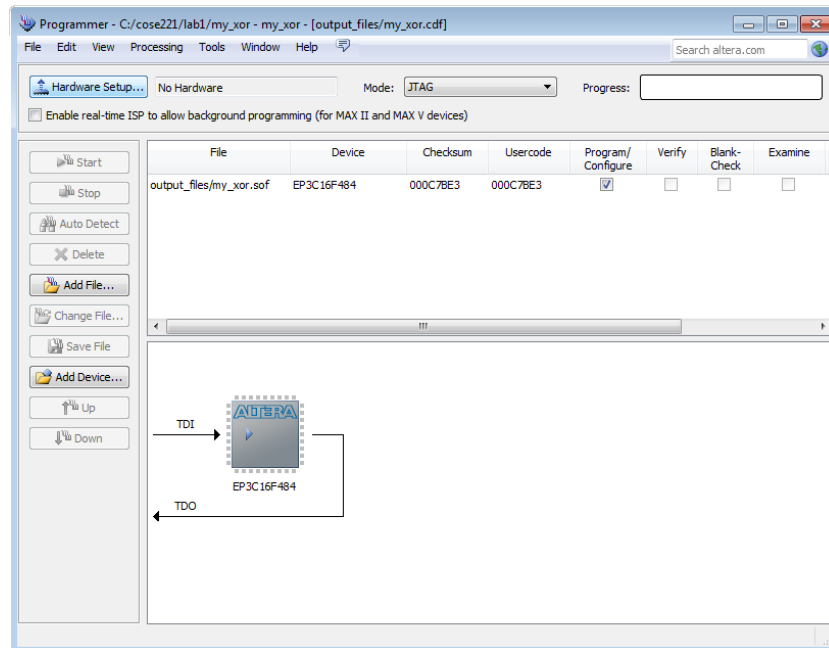 Programmer - C:/cose221/lab1/my_xor - my_xor - [output_files/my_xor.cdf]
File Edit View Processing Tools Window Help
Search altera.com
Hardware Setup... No Hardware Mode: JTAG Progress:
Enable real-time ISP to allow background programming (for MAX II and MAX V devices)
Start
Stop
Auto Detect
Delete
Add File...
Change File...
Save File
Add Device...
Up
Down
File Device Checksum Usercode Program/ Verify Blank- Examine
Configure Check
output_files/my_xor.sof EP3C16F484 000C7BE3 000C7BE3
ALTERA
TDI
EP3C16F484
TDO